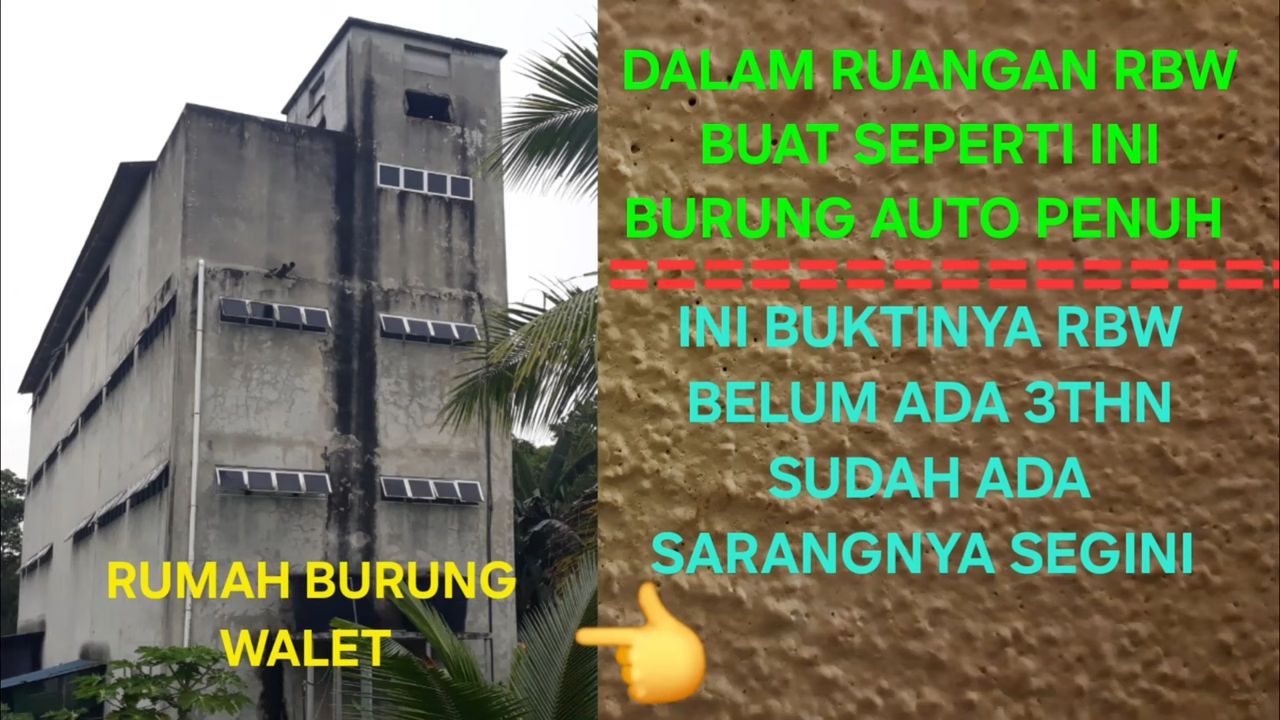 DALAM RUANGAN RBW
BUAT SEPERTI INI
BURUNG AUTO PENUH
INI BUKTINYA RBW
BELUM ADA 3THN
SUDAH ADA
SARANGNYA SEGINI
RUMAH BURUNG
WALET